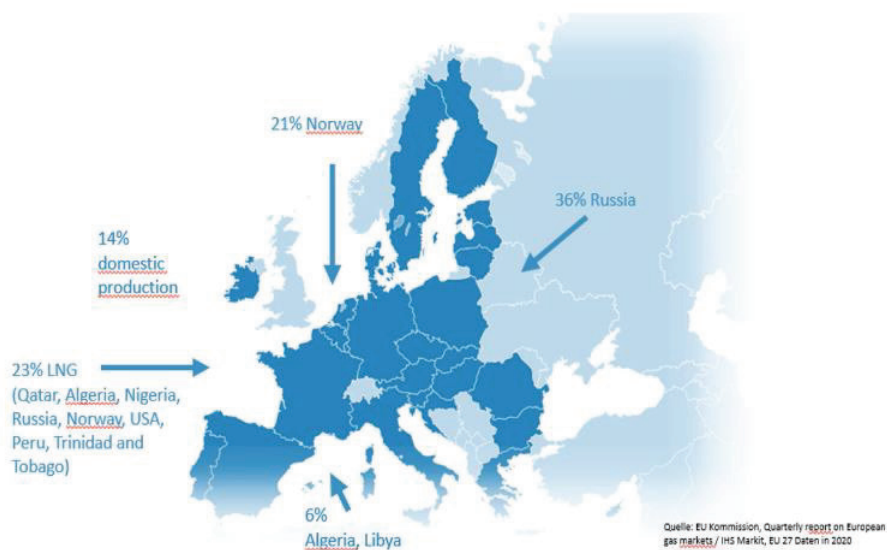 21% Norway
36% Russia
14%
domestic
production
23% LNG
(Qatar, Algeria, Nigeria,
Russia, Norway, USA,
Peru, Trinidad and
Tobago)
6%
Algeria, Libya
Quelle: EU Kommission, Quarterly report on European
gas markets / IHS Markit, EU 27 Daten in 2020